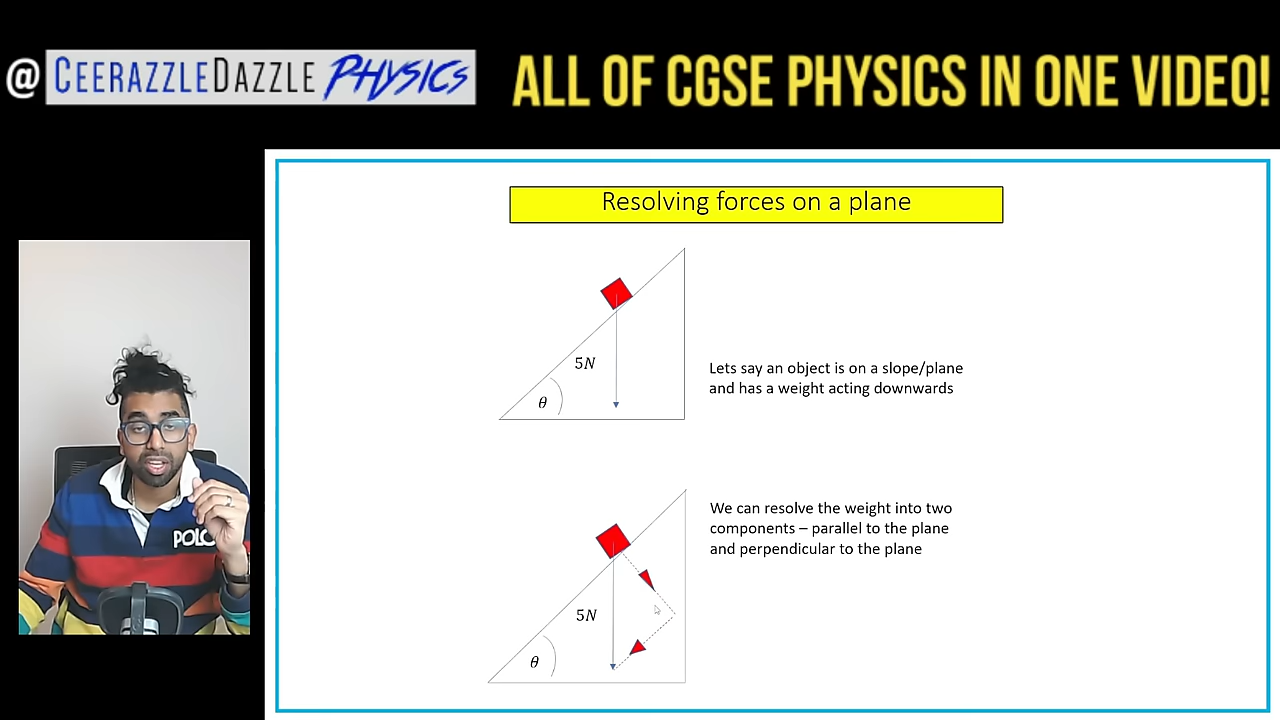 @ CEERAZZLEDAZZLE PHYSICS
ALL OF CGSE PHYSICS IN ONE VIDEO!
Resolving forces on a plane
5N
θ
Lets say an object is on a slope/plane
and has a weight acting downwards
We can resolve the weight into two
components – parallel to the plane
and perpendicular to the plane
5N
θ
POLO